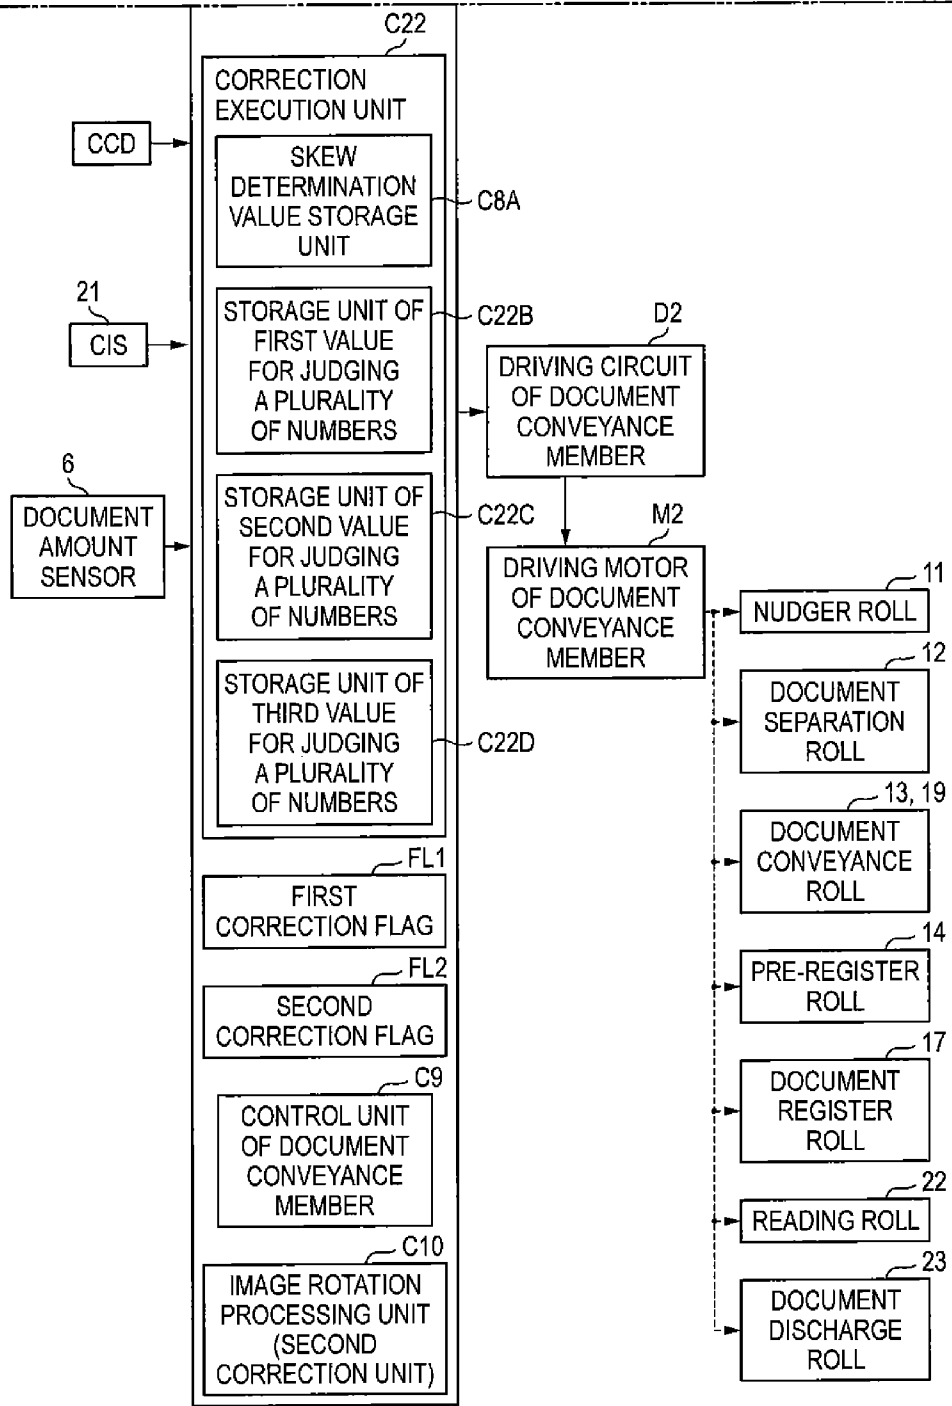 C22
CORRECTION
EXECUTION UNIT
CCD
SKEW
DETERMINATION
VALUE STORAGE
UNIT
C8A
21
CIS
STORAGE UNIT OF
FIRST VALUE
FOR JUDGING
A PLURALITY
OF NUMBERS
C22B
D2
DRIVING CIRCUIT
OF DOCUMENT
CONVEYANCE
MEMBER
6
DOCUMENT
AMOUNT
SENSOR
STORAGE UNIT OF
SECOND VALUE
FOR JUDGING
A PLURALITY
OF NUMBERS
C22C
M2
DRIVING MOTOR
OF DOCUMENT
CONVEYANCE
MEMBER
11
NUDGER ROLL
12
DOCUMENT
SEPARATION
ROLL
STORAGE UNIT OF
THIRD VALUE
FOR JUDGING
A PLURALITY
OF NUMBERS
C22D
13, 19
DOCUMENT
CONVEYANCE
ROLL
FL1
FIRST
CORRECTION FLAG
14
PRE-REGISTER
ROLL
FL2
SECOND
CORRECTION FLAG
17
DOCUMENT
REGISTER
ROLL
C9
CONTROL UNIT
OF DOCUMENT
CONVEYANCE
MEMBER
22
READING ROLL
C10
IMAGE ROTATION
PROCESSING UNIT
(SECOND
CORRECTION UNIT)
23
DOCUMENT
DISCHARGE
ROLL